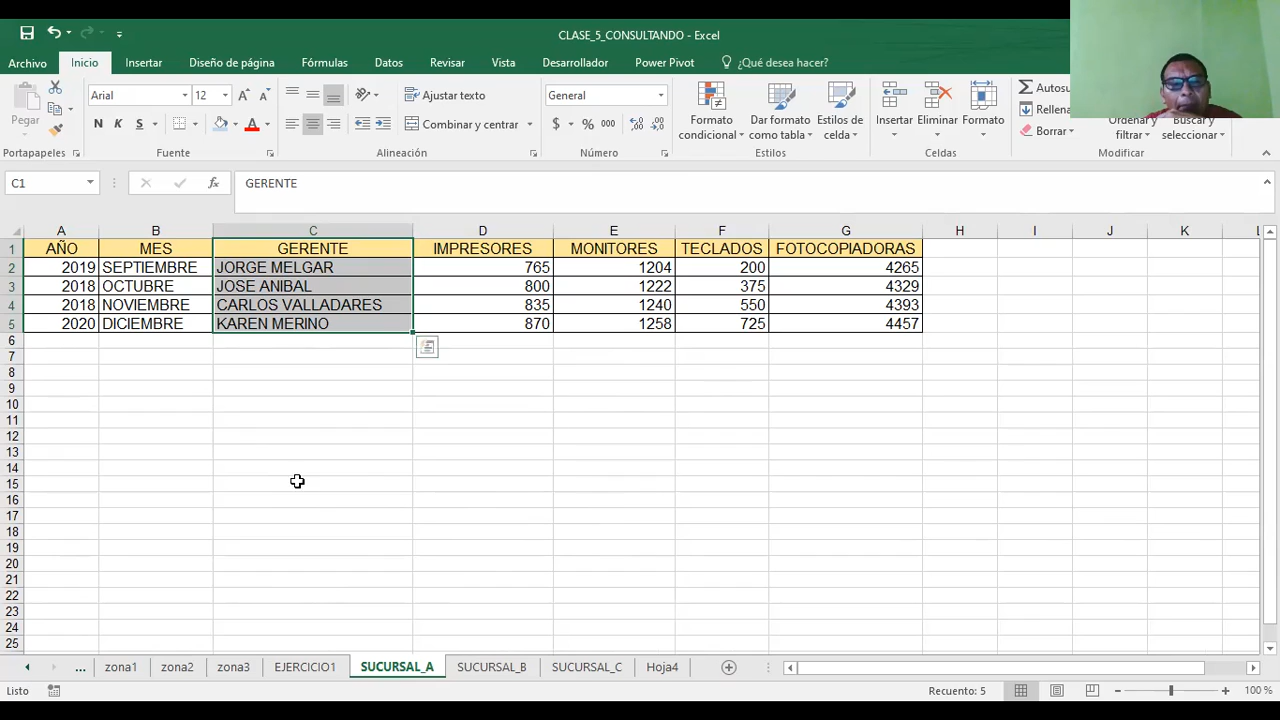 CLASE_5_CONSULTANDO - Excel
Archivo Inicio Insertar Diseño de página Fórmulas Datos Revisar Vista Desarrollador Power Pivot ¿Qué desea hacer?
Pegar
Arial 12
N K S
Ajustar texto
Combinar y centrar
General
$ % 000
Formato condicional
Dar formato como tabla
Estilos de celda
Insertar Eliminar Formato
Autosu
Rellena
Borrar
Ordenar y filtrar
Buscar y seleccionar
Portapapeles Fuente Alineación Número Estilos Celdas Modificar
C1 fx GERENTE
A B C D E F G H I J K L
1 AÑO MES GERENTE IMPRESORES MONITORES TECLADOS FOTOCOPIADORAS
2 2019 SEPTIEMBRE JORGE MELGAR 765 1204 200 4265
3 2018 OCTUBRE JOSE ANIBAL 800 1222 375 4329
4 2018 NOVIEMBRE CARLOS VALLADARES 835 1240 550 4393
5 2020 DICIEMBRE KAREN MERINO 870 1258 725 4457
6
7
8
9
10
11
12
13
14
15
16
17
18
19
20
21
22
23
24
25
... zona1 zona2 zona3 EJERCICIO1 SUCURSAL_A SUCURSAL_B SUCURSAL_C Hoja4
Listo Recuento: 5 100 %